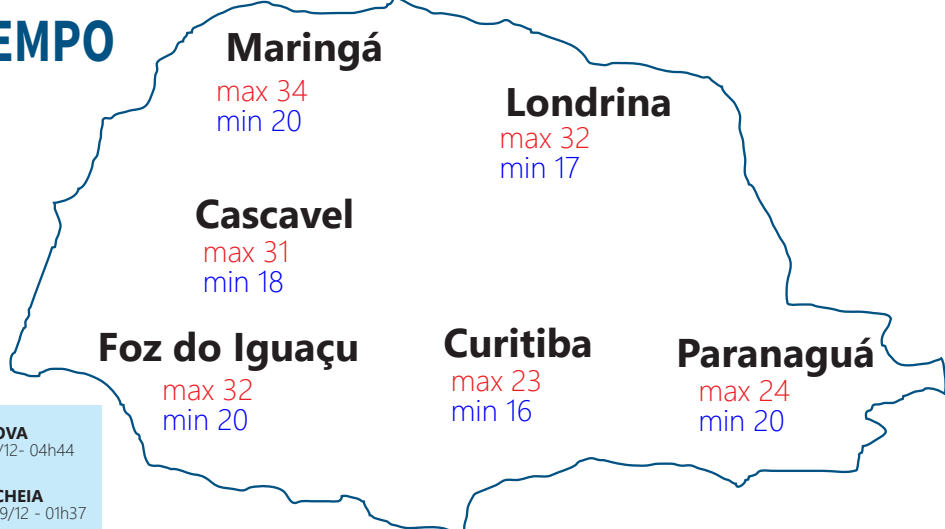 EMPO
Maringá
max 34
min 20
Londrina
max 32
min 17
Cascavel
max 31
min 18
Foz do Iguaçu
max 32
min 20
Curitiba
max 23
min 16
Paranaguá
max 24
min 20
OVA
/12- 04h44
CHEIA
9/12 - 01h37